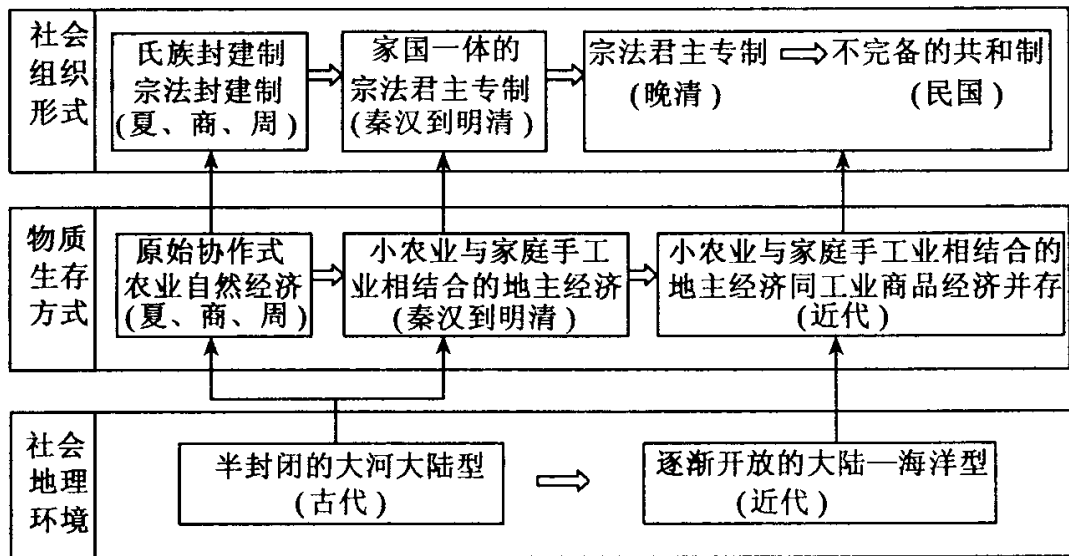 社会
组织
形式
氏族封建制
宗法封建制
(夏、商、周)
家国一体的
宗法君主专制
(秦汉到明清)
宗法君主专制
(晚清)
不完备的共和制
(民国)
物质
生存
方式
原始协作式
农业自然经济
(夏、商、周)
小农业与家庭手工
业相结合的地主经济
(秦汉到明清)
小农业与家庭手工业相结合的
地主经济同工业商品经济并存
(近代)
社会
地理
环境
半封闭的大河大陆型
(古代)
逐渐开放的大陆—海洋型
(近代)